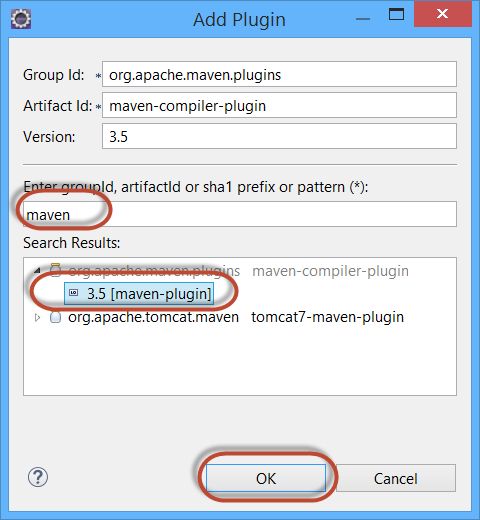 Add Plugin
Group Id: * org.apache.maven.plugins
Artifact Id: * maven-compiler-plugin
Version: 3.5
Enter groupId, artifactId or sha1 prefix or pattern (*):
maven
Search Results:
org.apache.maven.plugins maven-compiler-plugin
3.5 [maven-plugin]
org.apache.tomcat.maven tomcat7-maven-plugin
OK Cancel